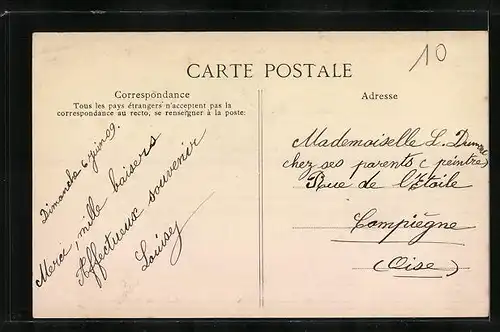 10
CARTE POSTALE
Correspondance
Tous les pays étrangers n'acceptent pas la
correspondance au recto, se renseigner à la poste:
Dimanche 6 juin 09.
Merci, mille baisers
Affectueux souvenir
Louisey
Adresse
Mademoiselle L.
chez ses parents (peintre)
Rue de l'Etoile
Compiègne
(Oise)